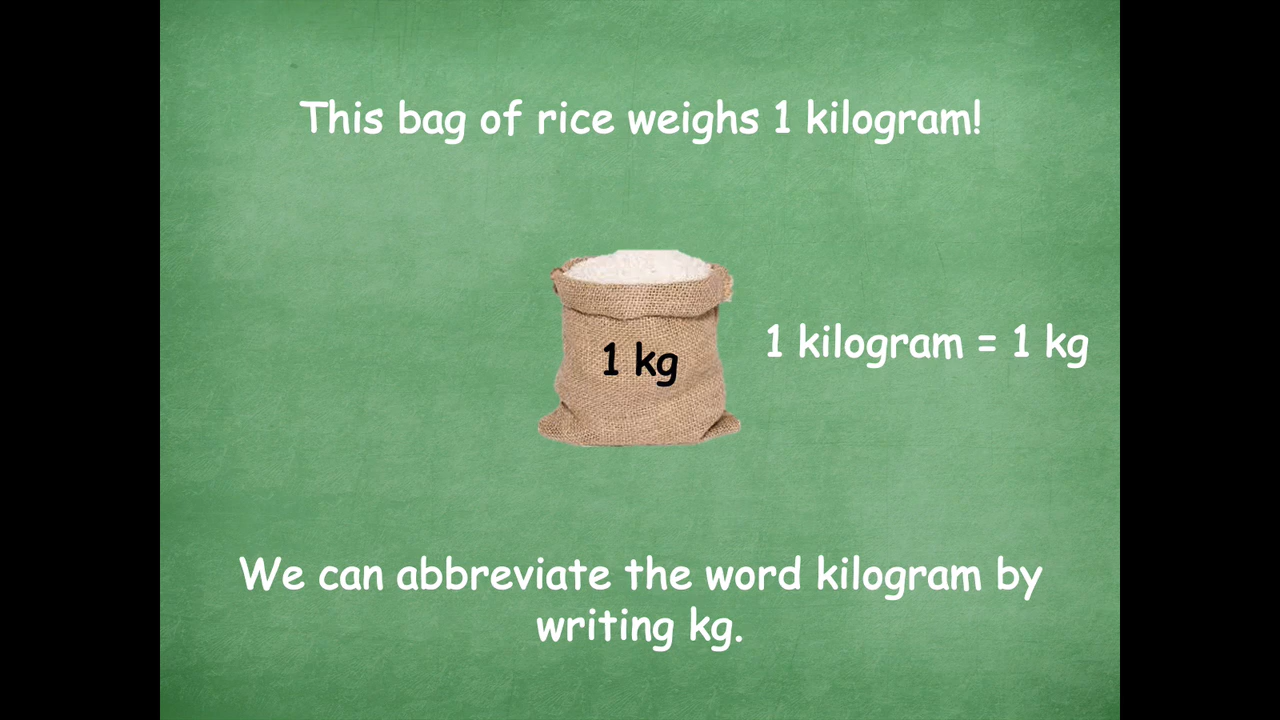 This bag of rice weighs 1 kilogram!
1 kg
1 kilogram = 1 kg
We can abbreviate the word kilogram by
writing kg.